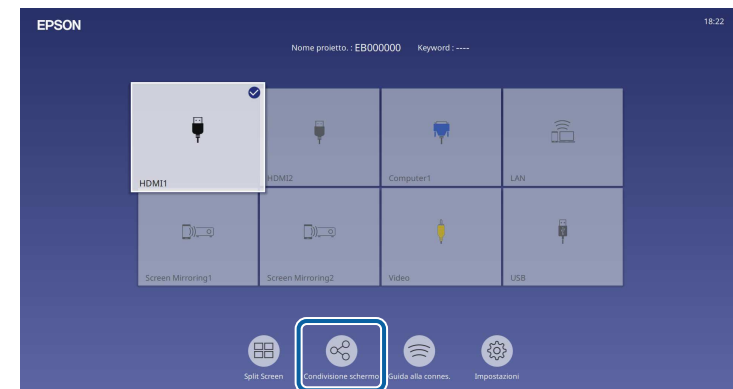 EPSON
18:22
Nome proietto. : EB000000 Keyword : ----
HDMI1
HDMI2
Computer1
LAN
Screen Mirroring1
Screen Mirroring2
Video
USB
Split Screen
Condivisione schermo
Guida alla connes.
Impostazioni